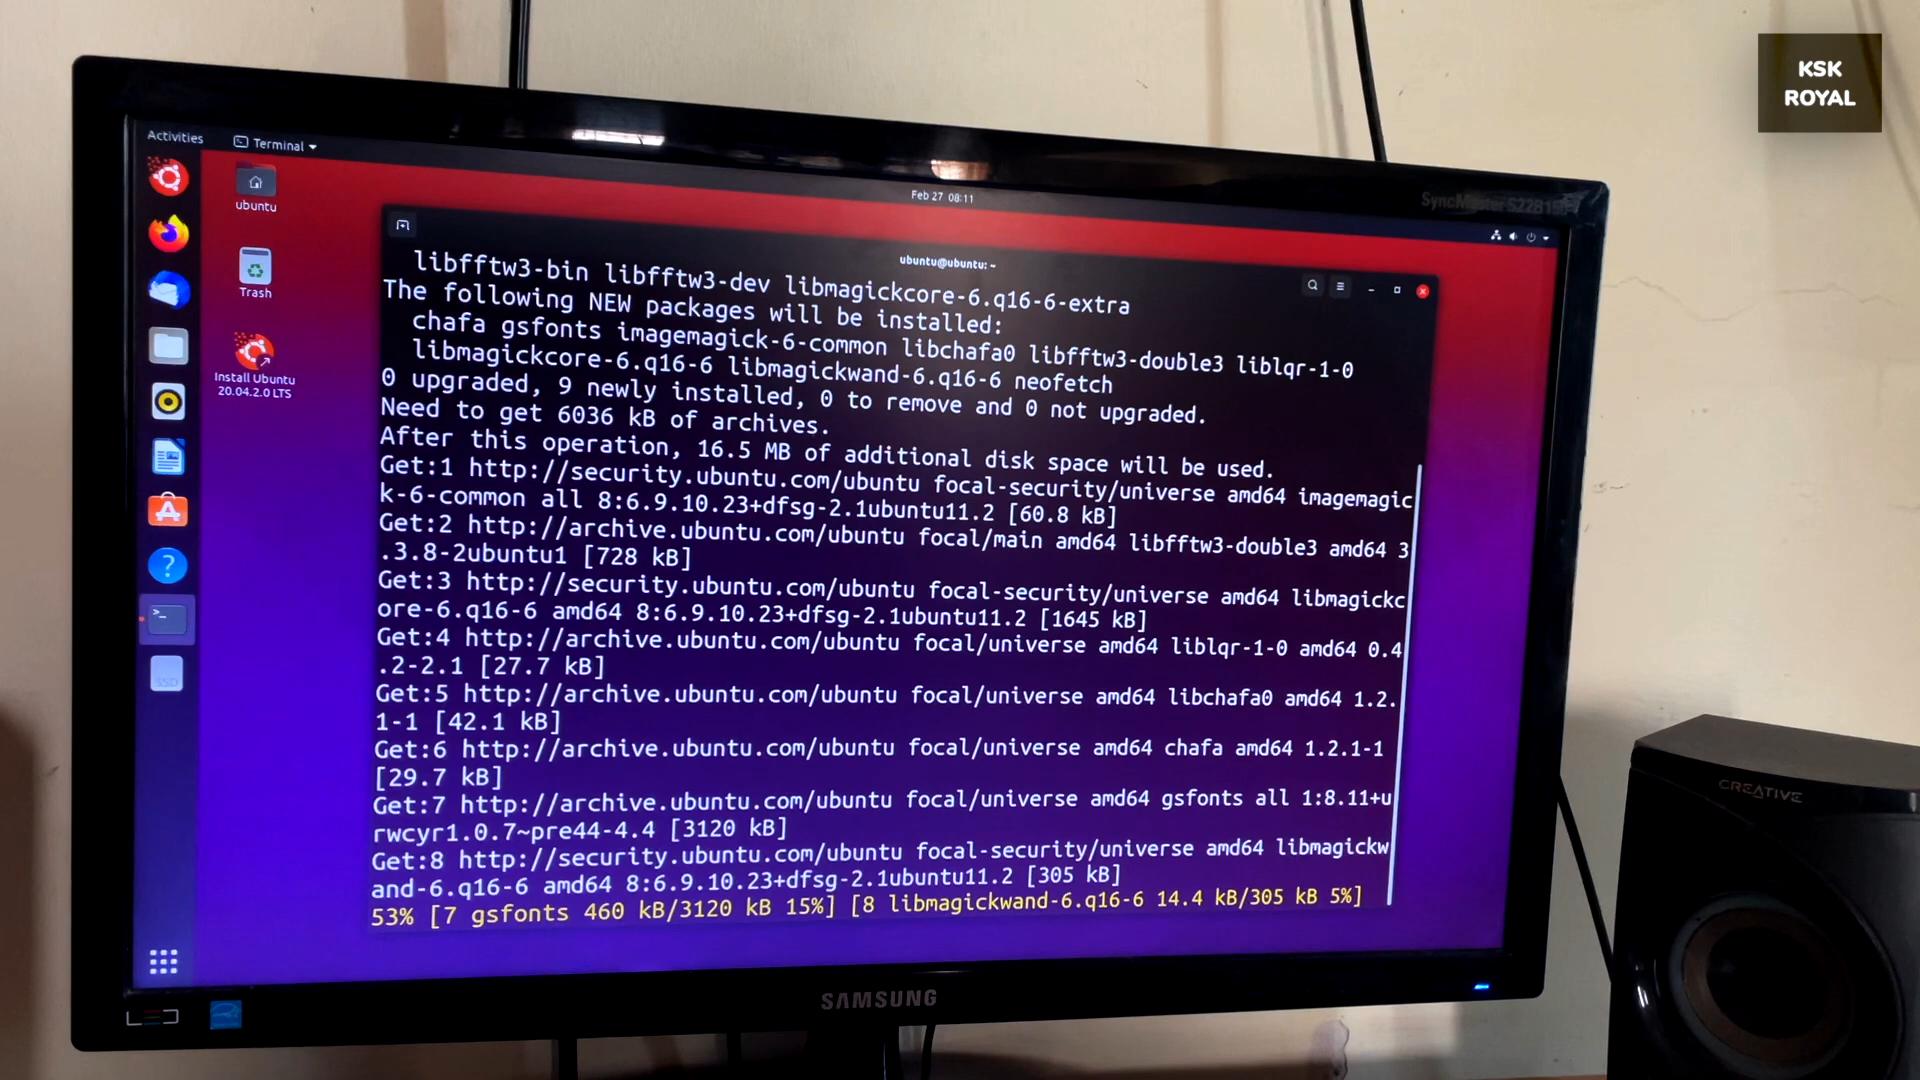 KSK
ROYAL
SyncMaster
Activities
Terminal
Feb 27 08:11
ubuntu
Trash
Install Ubuntu
20.04.2.0 LTS
SSD
ubuntu@ubuntu: ~
libfftw3-bin libfftw3-dev libmagickcore-6.q16-6-extra
The following NEW packages will be installed:
chafa gsfonts imagemagick-6-common libchafa0 libfftw3-double3 liblqr-1-0
libmagickcore-6.q16-6 libmagickwand-6.q16-6 neofetch
0 upgraded, 9 newly installed, 0 to remove and 0 not upgraded.
Need to get 6036 kB of archives.
After this operation, 16.5 MB of additional disk space will be used.
Get:1 http://security.ubuntu.com/ubuntu focal-security/universe amd64 imagemagic
k-6-common all 8:6.9.10.23+dfsg-2.1ubuntu11.2 [60.8 kB]
Get:2 http://archive.ubuntu.com/ubuntu focal/main amd64 libfftw3-double3 amd64 3
.3.8-2ubuntu1 [728 kB]
Get:3 http://security.ubuntu.com/ubuntu focal-security/universe amd64 libmagickc
ore-6.q16-6 amd64 8:6.9.10.23+dfsg-2.1ubuntu11.2 [1645 kB]
Get:4 http://archive.ubuntu.com/ubuntu focal/universe amd64 liblqr-1-0 amd64 0.4
.2-2.1 [27.7 kB]
Get:5 http://archive.ubuntu.com/ubuntu focal/universe amd64 libchafa0 amd64 1.2.
1-1 [42.1 kB]
Get:6 http://archive.ubuntu.com/ubuntu focal/universe amd64 chafa amd64 1.2.1-1
[29.7 kB]
Get:7 http://archive.ubuntu.com/ubuntu focal/universe amd64 gsfonts all 1:8.11+u
rwcyr1.0.7~pre44-4.4 [3120 kB]
Get:8 http://security.ubuntu.com/ubuntu focal-security/universe amd64 libmagickw
and-6.q16-6 amd64 8:6.9.10.23+dfsg-2.1ubuntu11.2 [305 kB]
53% [7 gsfonts 460 kB/3120 kB 15%] [8 libmagickwand-6.q16-6 14.4 kB/305 kB 5%]
SAMSUNG
LED
CREATIVE